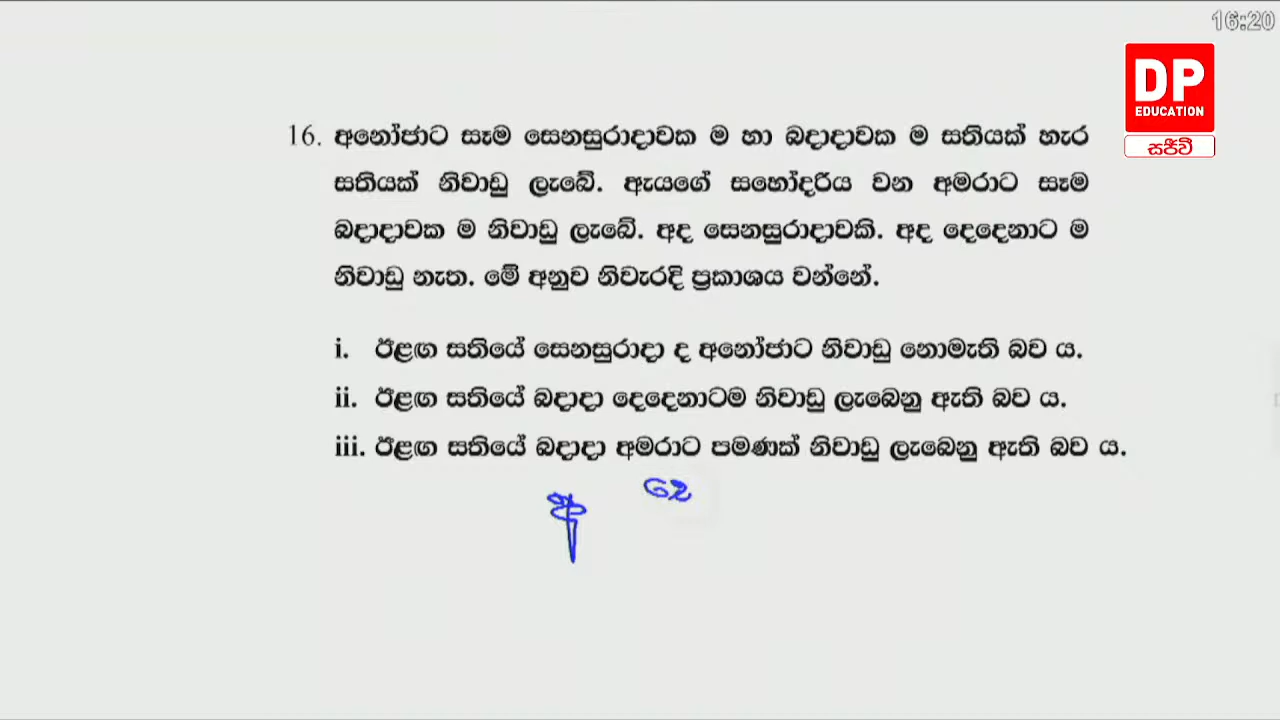 16:20
DP
EDUCATION
සජීවී
16. අනෝජාට සෑම සෙනසුරාදාවක ම හා බදාදාවක ම සතියක් හැර
සතියක් නිවාඩු ලැබේ. ඇයගේ සහෝදරිය වන අමරාට සෑම
බදාදාවක ම නිවාඩු ලැබේ. අද සෙනසුරාදාවකි. අද දෙදෙනාට ම
නිවාඩු නැත. මේ අනුව නිවැරදි ප්‍රකාශය වන්නේ.
i. ඊළඟ සතියේ සෙනසුරාදා ද අනෝජාට නිවාඩු නොමැති බව ය.
ii. ඊළඟ සතියේ බදාදා දෙදෙනාටම නිවාඩු ලැබෙනු ඇති බව ය.
iii. ඊළඟ සතියේ බදාදා අමරාට පමණක් නිවාඩු ලැබෙනු ඇති බව ය.
අ